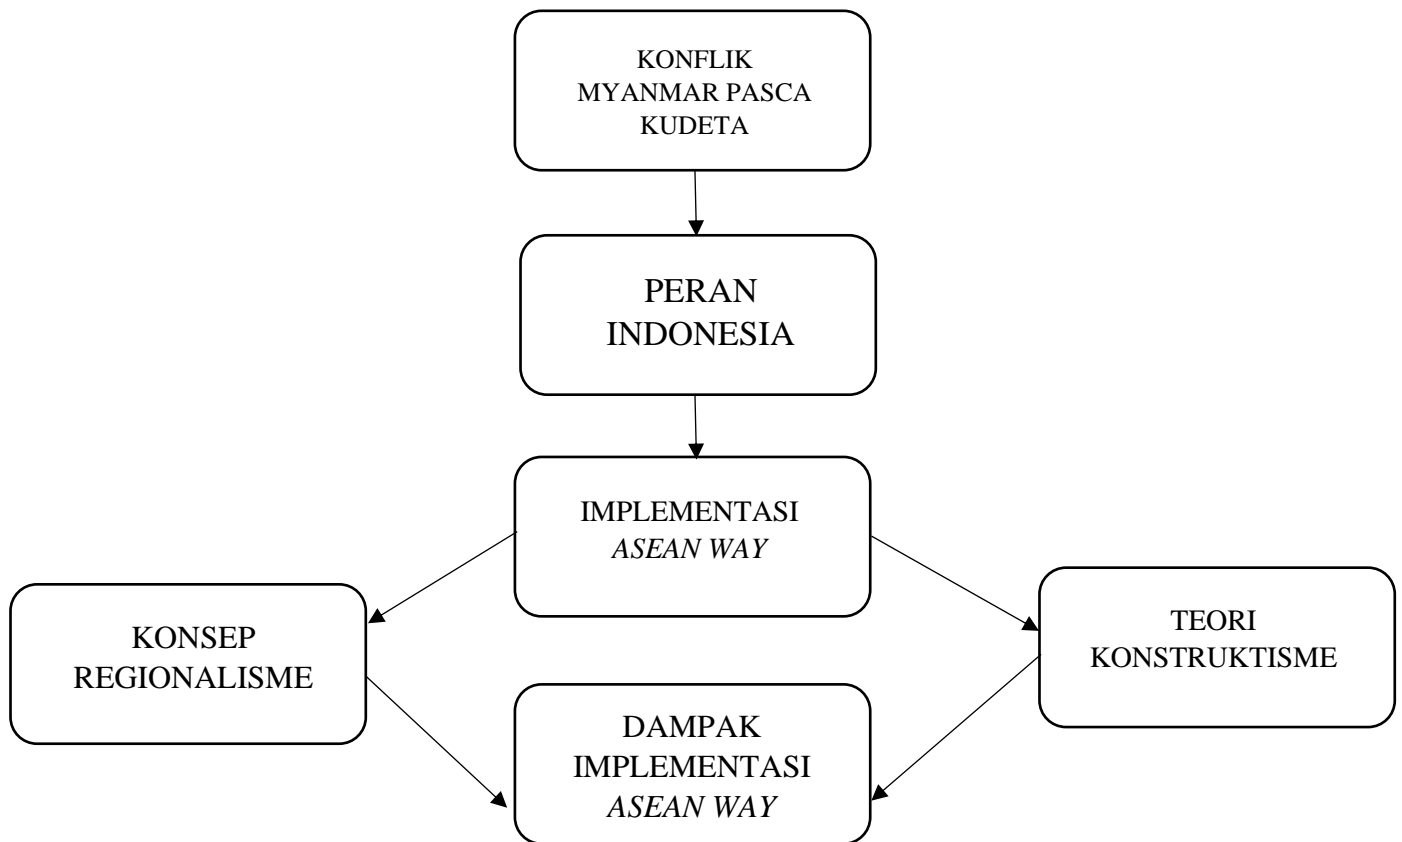 KONFLIK
MYANMAR PASCA
KUDETA
PERAN
INDONESIA
IMPLEMENTASI
ASEAN WAY
KONSEP
REGIONALISME
TEORI
KONSTRUKTISME
DAMPAK
IMPLEMENTASI
ASEAN WAY